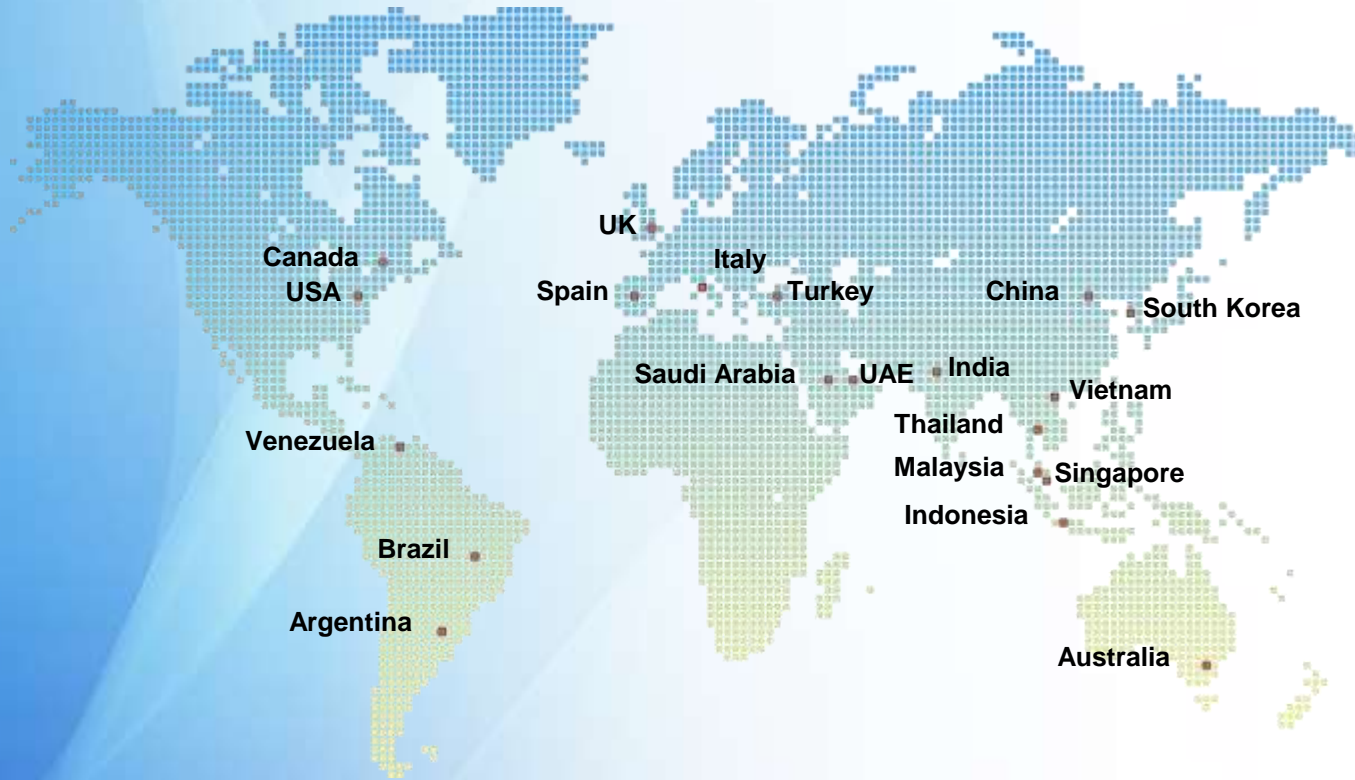 UK
Canada
Italy
USA
Spain
Turkey
China
South Korea
Saudi Arabia
UAE
India
Vietnam
Thailand
Venezuela
Malaysia
Singapore
Indonesia
Brazil
Argentina
Australia